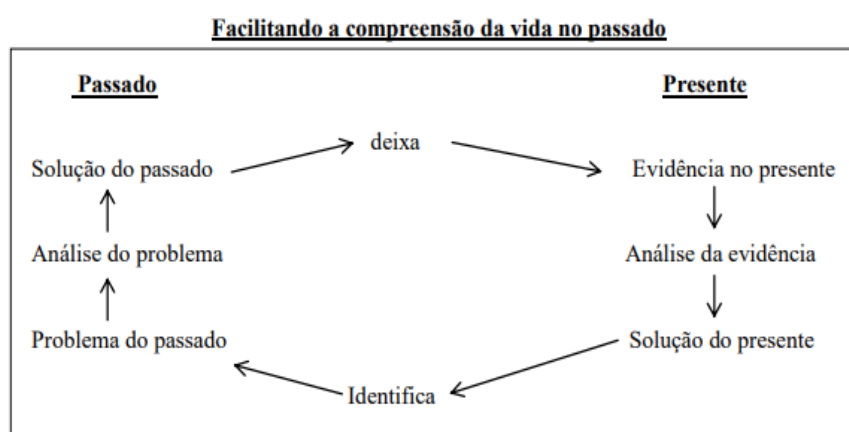 Facilitando a compreensão da vida no passado
Passado
Presente
deixa
Solução do passado
Evidência no presente
Análise do problema
Análise da evidência
Problema do passado
Solução do presente
Identifica